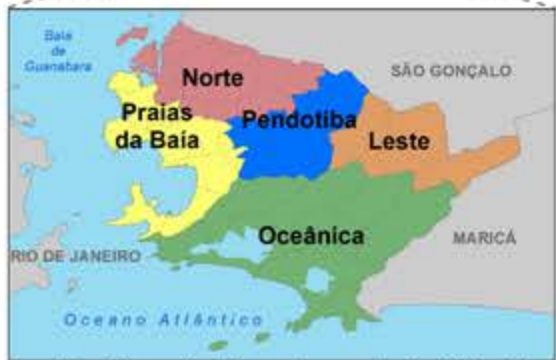 Baía
de
Guanabara
Norte
SÃO GONÇALO
Praias
da Baía
Pendotiba
Leste
Oceânica
MARICÁ
RIO DE JANEIRO
Oceano Atlântico